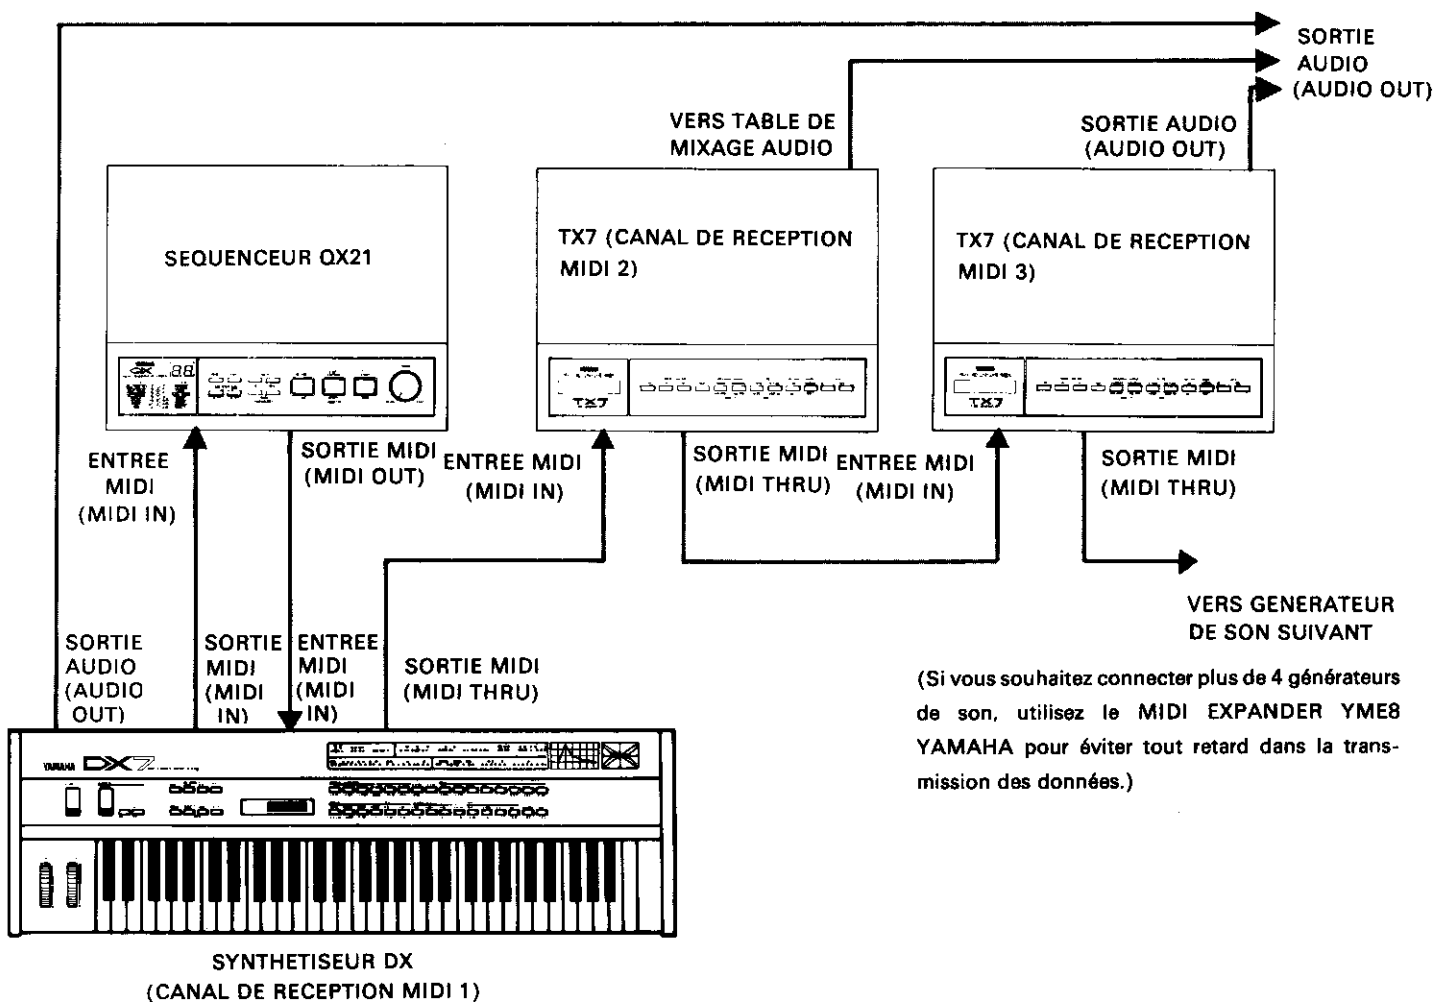 SORTIE
AUDIO
(AUDIO OUT)
VERS TABLE DE
MIXAGE AUDIO
SORTIE AUDIO
(AUDIO OUT)
SEQUENCEUR QX21
TX7 (CANAL DE RECEPTION
MIDI 2)
TX7 (CANAL DE RECEPTION
MIDI 3)
TX7
TX7
ENTREE
MIDI
(MIDI IN)
SORTIE MIDI
(MIDI OUT)
ENTREE MIDI
(MIDI IN)
SORTIE MIDI
(MIDI THRU)
ENTREE MIDI
(MIDI IN)
SORTIE MIDI
(MIDI THRU)
VERS GENERATEUR
DE SON SUIVANT
SORTIE
AUDIO
(AUDIO
OUT)
SORTIE
MIDI
(MIDI
IN)
ENTREE
MIDI
(MIDI
IN)
SORTIE MIDI
(MIDI THRU)
(Si vous souhaitez connecter plus de 4 générateurs
de son, utilisez le MIDI EXPANDER YME8
YAMAHA pour éviter tout retard dans la trans-
mission des données.)
YAMAHA DX7
SYNTHETISEUR DX
(CANAL DE RECEPTION MIDI 1)